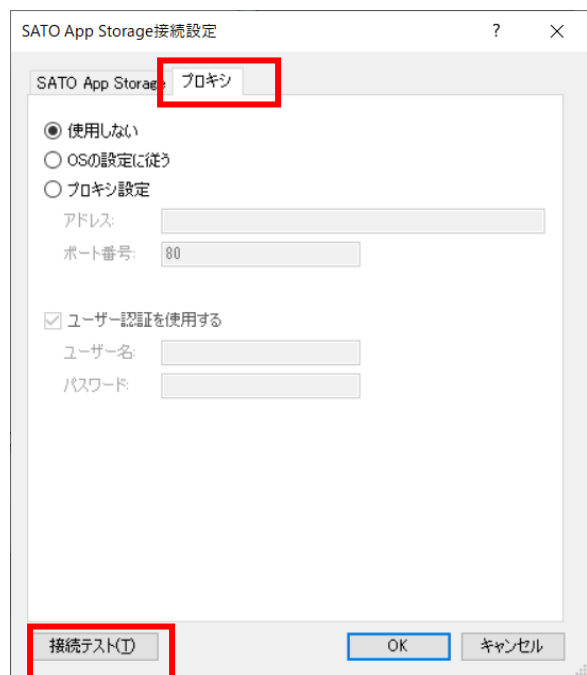 SATO App Storage接続設定
?
SATO App Storage プロキシ
使用しない
OSの設定に従う
プロキシ設定
アドレス:
ポート番号: 80
ユーザー認証を使用する
ユーザー名:
パスワード:
接続テスト(T) OK キャンセル